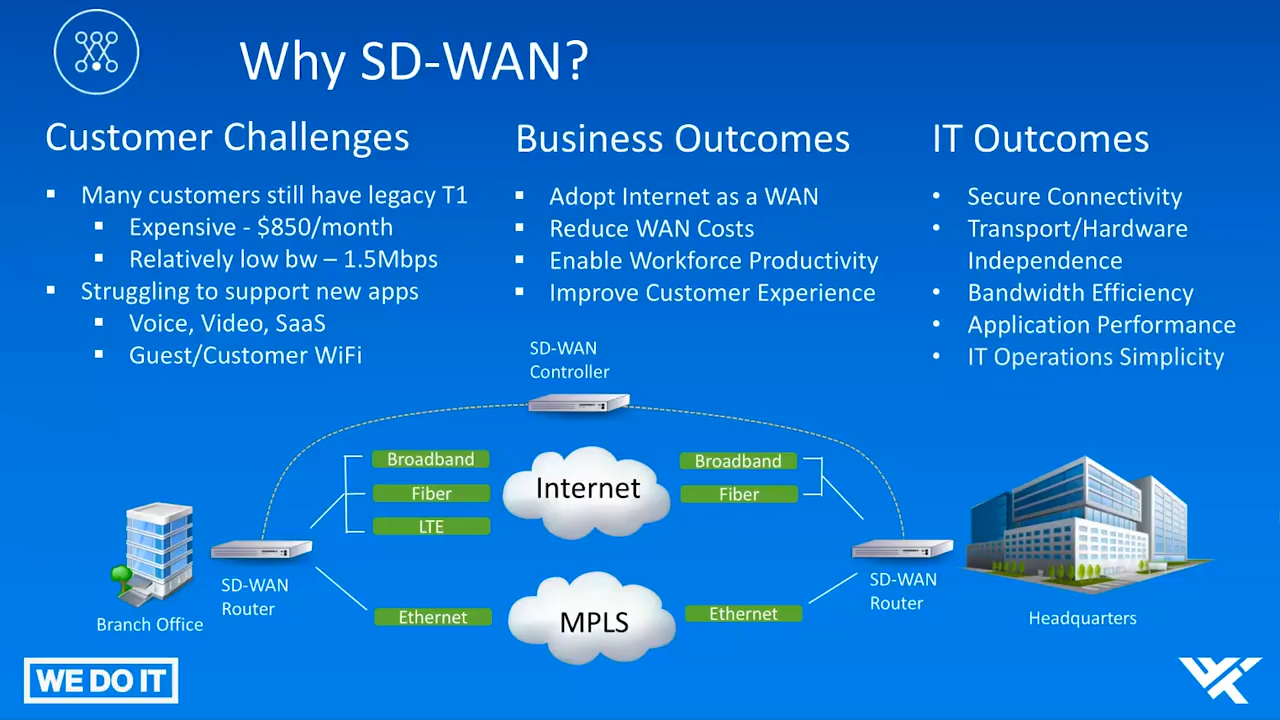 Why SD-WAN?
Customer Challenges
▪ Many customers still have legacy T1
▪ Expensive - $850/month
▪ Relatively low bw – 1.5Mbps
▪ Struggling to support new apps
▪ Voice, Video, SaaS
▪ Guest/Customer WiFi
Business Outcomes
▪ Adopt Internet as a WAN
▪ Reduce WAN Costs
▪ Enable Workforce Productivity
▪ Improve Customer Experience
IT Outcomes
• Secure Connectivity
• Transport/Hardware
Independence
• Bandwidth Efficiency
• Application Performance
• IT Operations Simplicity
SD-WAN
Controller
Broadband
Fiber
LTE
Internet
Broadband
Fiber
SD-WAN
Router
Branch Office
Ethernet
MPLS
Ethernet
SD-WAN
Router
Headquarters
WE DO IT